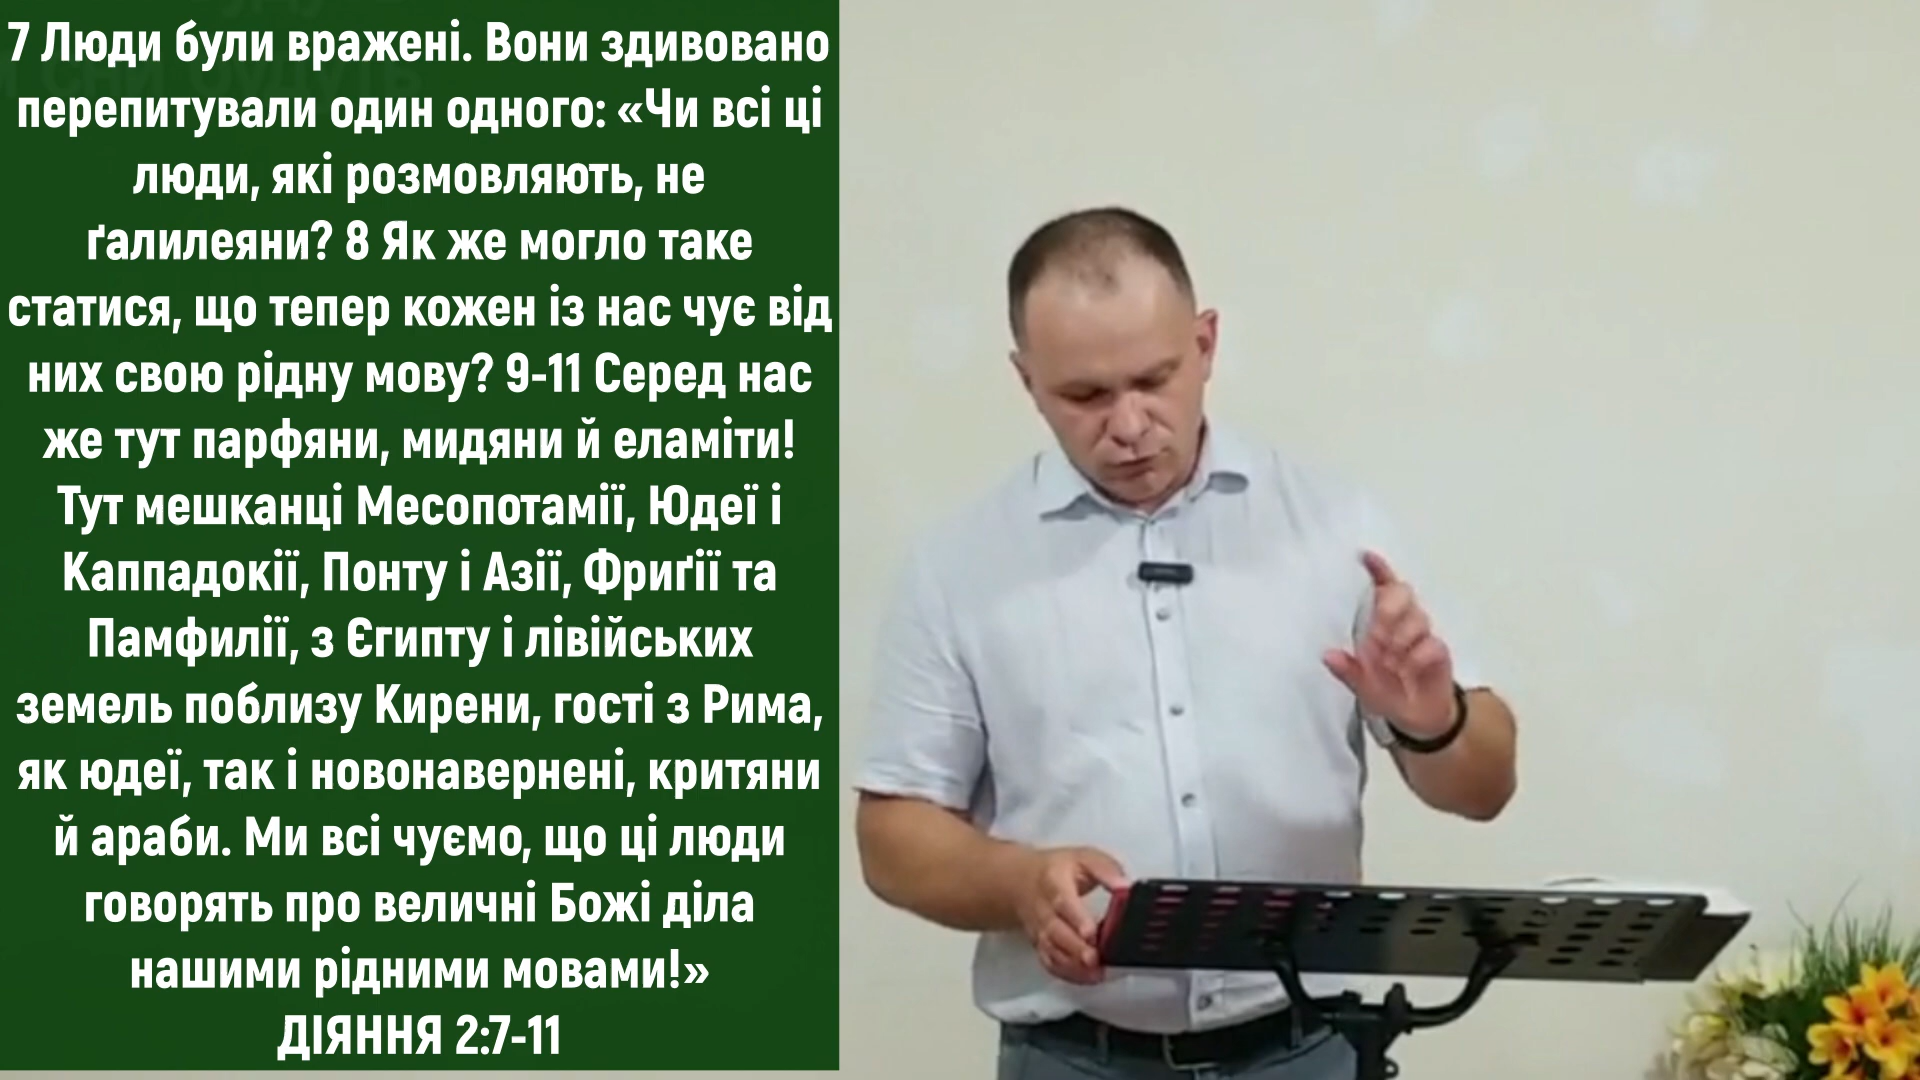 7 Люди були вражені. Вони здивовано
перепитували один одного: «Чи всі ці
люди, які розмовляють, не
ґалилеяни? 8 Як же могло таке
статися, що тепер кожен із нас чує від
них свою рідну мову? 9-11 Серед нас
же тут парфяни, мидяни й еламіти!
Тут мешканці Месопотамії, Юдеї і
Каппадокії, Понту і Азії, Фриґії та
Памфилії, з Єгипту і лівійських
земель поблизу Кирени, гості з Рима,
як юдеї, так і новонавернені, критяни
й араби. Ми всі чуємо, що ці люди
говорять про величні Божі діла
нашими рідними мовами!»
ДІЯННЯ 2:7-11